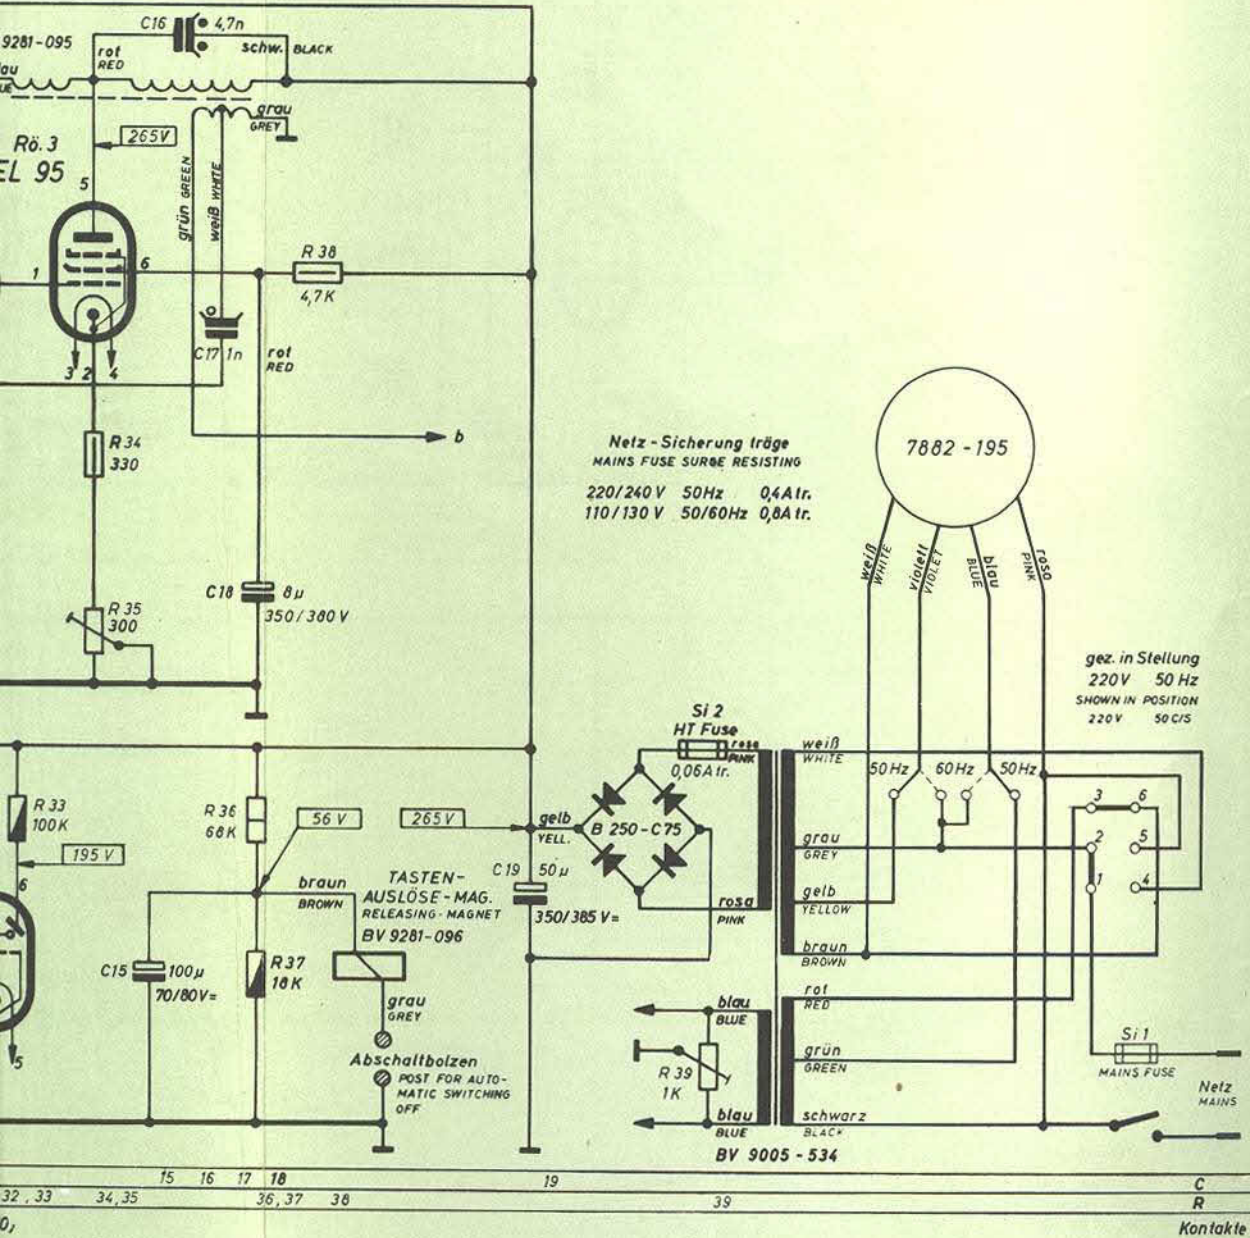 C16 4,7n
9281-095
rot
RED
schw. BLACK
grau
GREY
265V
Rö. 3
EL 95
5
grün GREEN
weiß WHITE
1
6
R 38
4,7 K
C17 1n
rot
RED
3 2 4
R 34
330
b
Netz - Sicherung träge
MAINS FUSE SURGE RESISTING
220/240 V 50Hz 0,4A tr.
110/130 V 50/60Hz 0,8A tr.
7882 - 195
weiß
WHITE
violett
VIOLET
blau
BLUE
rosa
PINK
C18 8µ
350/380 V
R 35
300
gez. in Stellung
220V 50 Hz
SHOWN IN POSITION
220V 50 C/S
Si 2
HT Fuse
0,06A tr.
rosa
PINK
weiß
WHITE
50 Hz 60Hz 50Hz
3 6
R 33
100K
R 36
68K
56 V
265V
gelb
YELL.
B 250 - C75
grau
GREY
2 5
195 V
6
braun
BROWN
TASTEN-
AUSLÖSE - MAG.
RELEASING - MAGNET
BV 9281-096
C19 50µ
350/385 V=
rosa
PINK
gelb
YELLOW
1 4
braun
BROWN
C15 100µ
70/80V=
R37
18K
grau
GREY
blau
BLUE
rot
RED
Abschaltbolzen
POST FOR AUTO-
MATIC SWITCHING
OFF
5
R 39
1K
grün
GREEN
Si 1
MAINS FUSE
Netz
MAINS
blau
BLUE
schwarz
BLACK
BV 9005 - 534
15 16 17 18 19 C
32 , 33 34,35 36,37 38 39 R
Kontakte